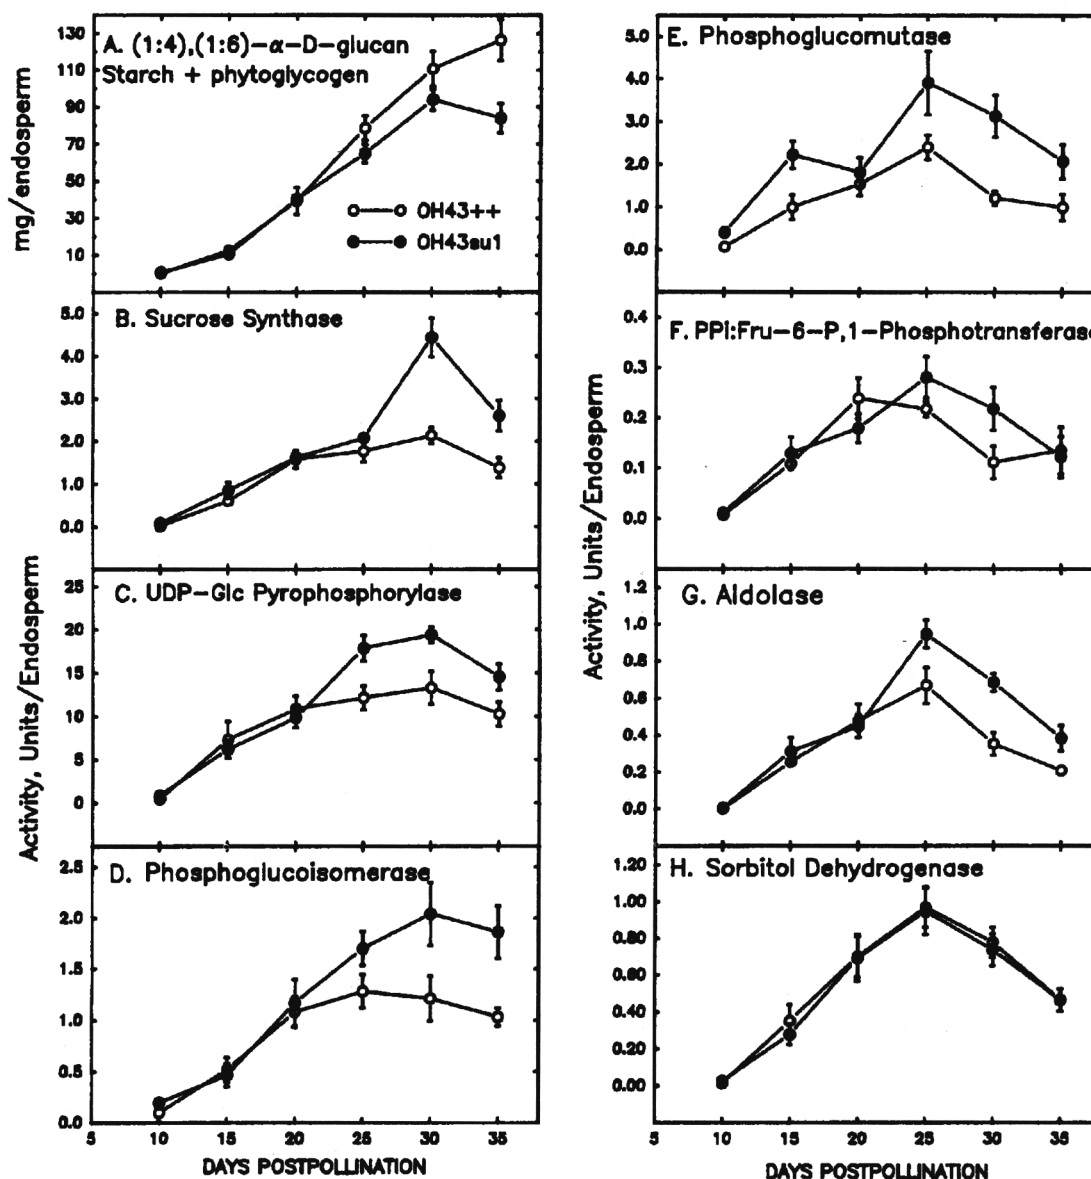 A. (1:4),(1:6)-α-D-glucan
Starch + phytoglycogen
mg/endosperm
130
110
90
70
50
30
10
OH43++
OH43su1
B. Sucrose Synthase
5.0
4.0
3.0
2.0
1.0
0.0
Activity, Units/Endosperm
C. UDP-Glc Pyrophosphorylase
25
20
15
10
5
0
D. Phosphoglucoisomerase
2.5
2.0
1.5
1.0
0.5
0.0
5 10 15 20 25 30 35
DAYS POSTPOLLINATION
E. Phosphoglucomutase
5.0
4.0
3.0
2.0
1.0
0.0
Activity, Units/Endosperm
F. PPi:Fru-6-P,1-Phosphotransferase
0.4
0.3
0.2
0.1
0.0
G. Aldolase
1.2
1.0
0.8
0.6
0.4
0.2
0.0
H. Sorbitol Dehydrogenase
1.20
1.00
0.80
0.60
0.40
0.20
0.00
5 10 15 20 25 30 35
DAYS POSTPOLLINATION